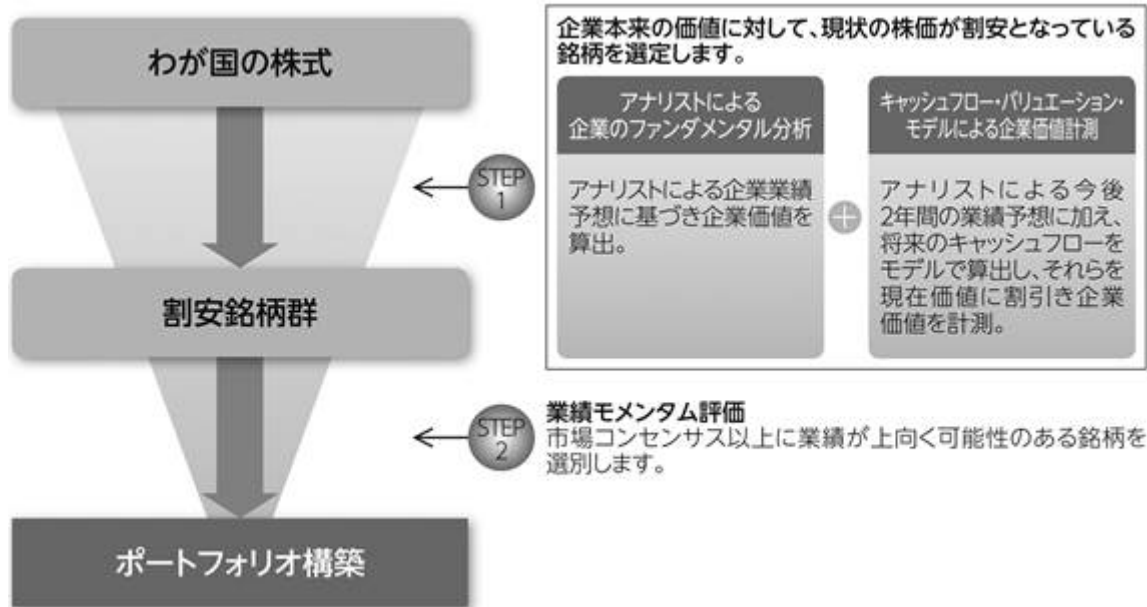 わが国の株式
企業本来の価値に対して、現状の株価が割安となっている
銘柄を選定します。
アナリストによる
企業のファンダメンタル分析
アナリストによる企業業績
予想に基づき企業価値を
算出。
+
キャッシュフロー・バリュエーション・
モデルによる企業価値計測
アナリストによる今後
2年間の業績予想に加え、
将来のキャッシュフローを
モデルで算出し、それらを
現在価値に割引き企業
価値を計測。
STEP
1
割安銘柄群
STEP
2
業績モメンタム評価
市場コンセンサス以上に業績が上向く可能性のある銘柄を
選別します。
ポートフォリオ構築